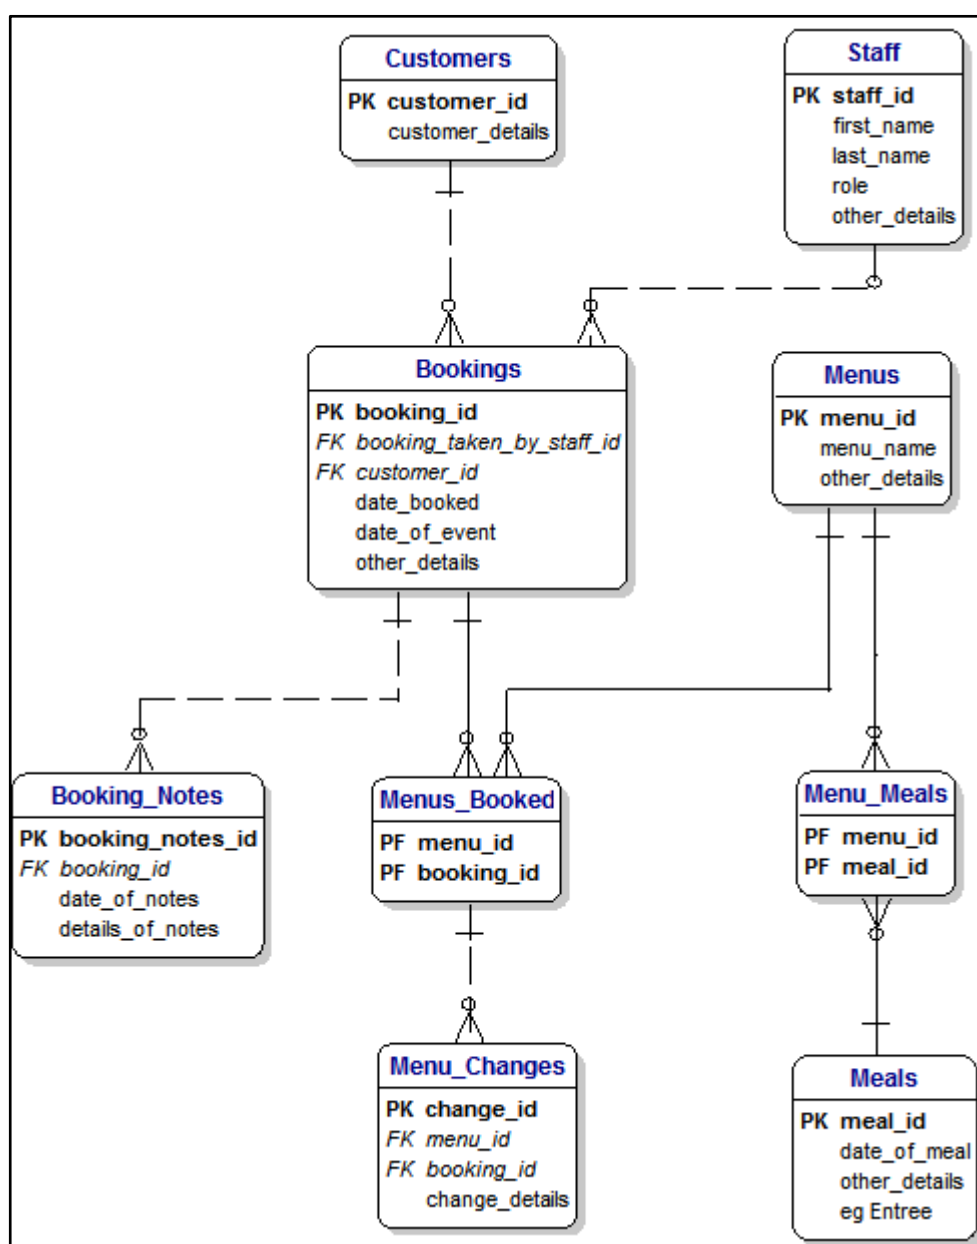 Customers
PK customer_id
customer_details
Staff
PK staff_id
first_name
last_name
role
other_details
Bookings
PK booking_id
FK booking_taken_by_staff_id
FK customer_id
date_booked
date_of_event
other_details
Menus
PK menu_id
menu_name
other_details
Booking_Notes
PK booking_notes_id
FK booking_id
date_of_notes
details_of_notes
Menus_Booked
PF menu_id
PF booking_id
Menu_Meals
PF menu_id
PF meal_id
Menu_Changes
PK change_id
FK menu_id
FK booking_id
change_details
Meals
PK meal_id
date_of_meal
other_details
eg Entree